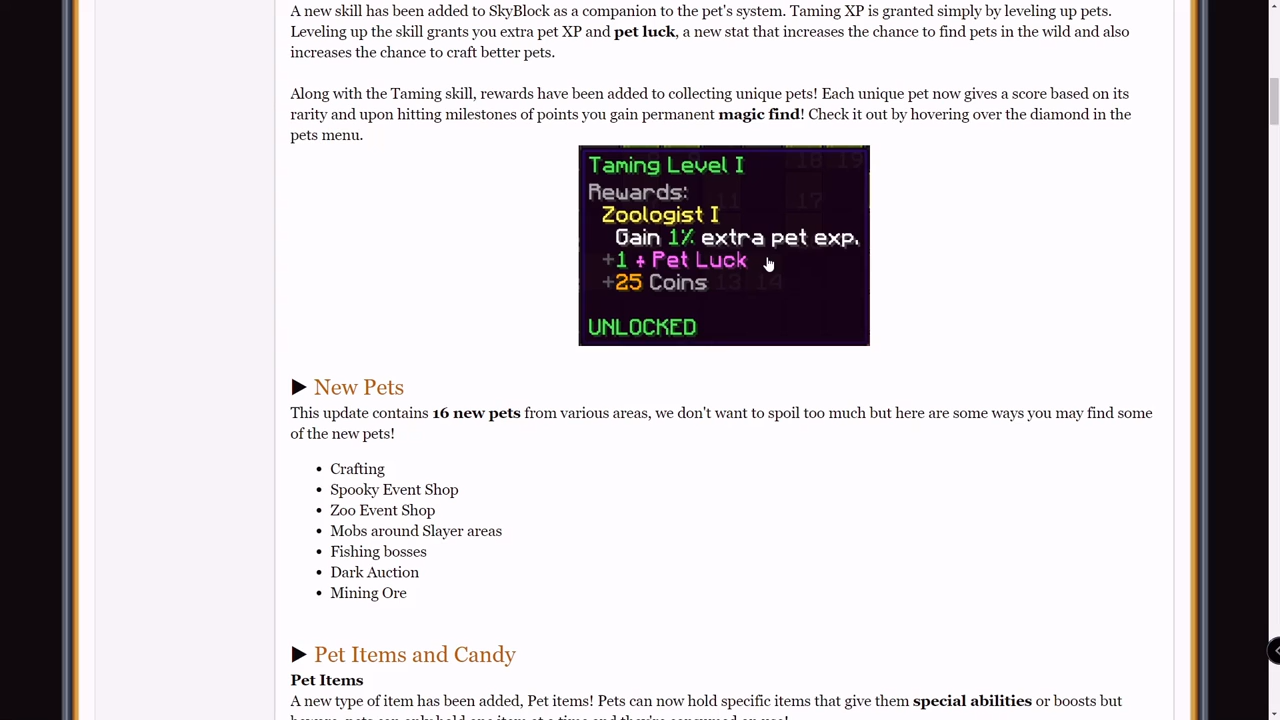 A new skill has been added to SkyBlock as a companion to the pet's system. Taming XP is granted simply by leveling up pets.
Leveling up the skill grants you extra pet XP and pet luck, a new stat that increases the chance to find pets in the wild and also
increases the chance to craft better pets.
Along with the Taming skill, rewards have been added to collecting unique pets! Each unique pet now gives a score based on its
rarity and upon hitting milestones of points you gain permanent magic find! Check it out by hovering over the diamond in the
pets menu.
Taming Level I
Rewards:
Zoologist I
Gain 1% extra pet exp.
+1 Pet Luck
+25 Coins
UNLOCKED
New Pets
This update contains 16 new pets from various areas, we don't want to spoil too much but here are some ways you may find some
of the new pets!
• Crafting
• Spooky Event Shop
• Zoo Event Shop
• Mobs around Slayer areas
• Fishing bosses
• Dark Auction
• Mining Ore
Pet Items and Candy
Pet Items
A new type of item has been added, Pet items! Pets can now hold specific items that give them special abilities or boosts but